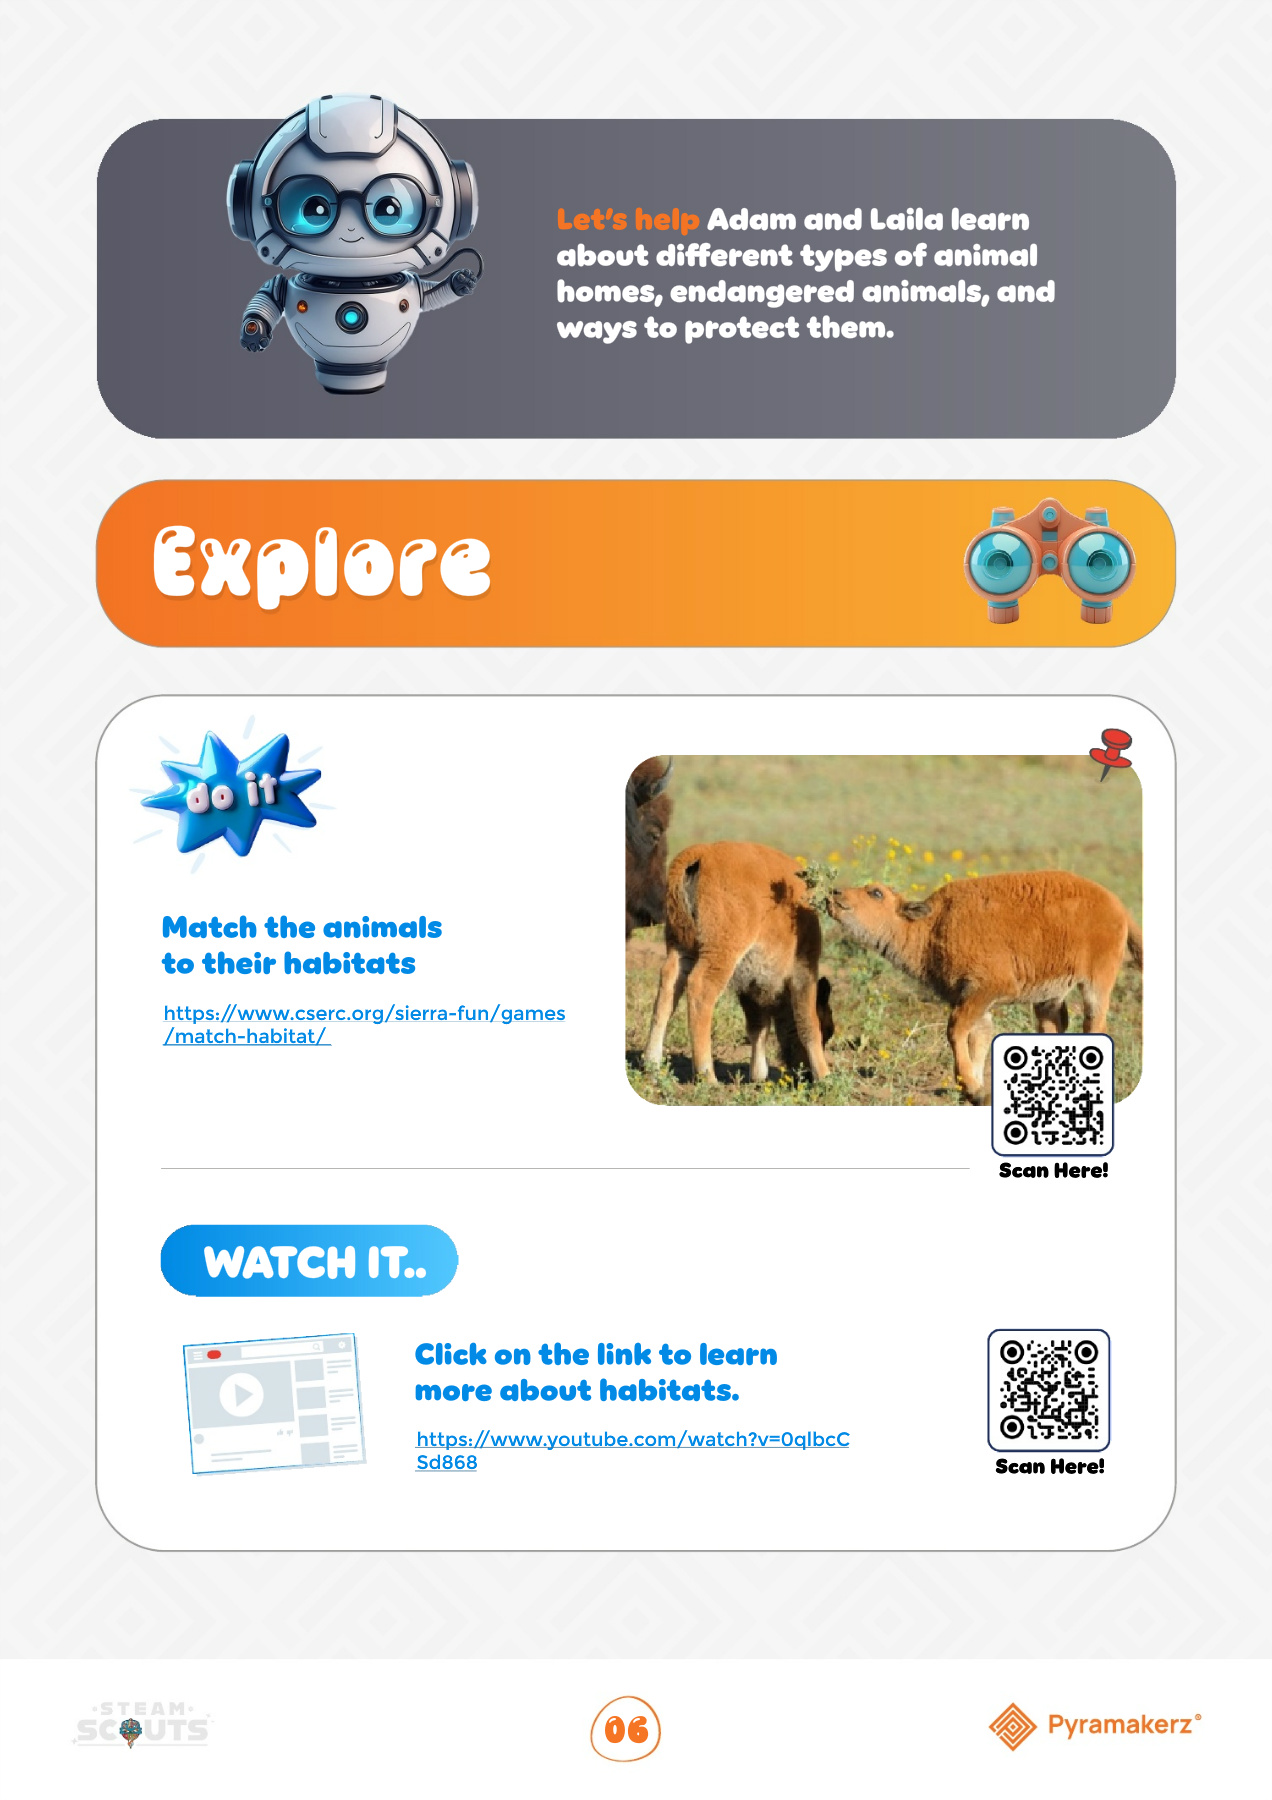 Let's help Adam and Laila learn
about different types of animal
homes, endangered animals, and
ways to protect them.
Explore
do it
Match the animals
to their habitats
https://www.cserc.org/sierra-fun/games
/match-habitat/
Scan Here!
WATCH IT..
Click on the link to learn
more about habitats.
https://www.youtube.com/watch?v=0qlbcC
Sd868
Scan Here!
STEAM
SCOUTS
06
Pyramakerz®